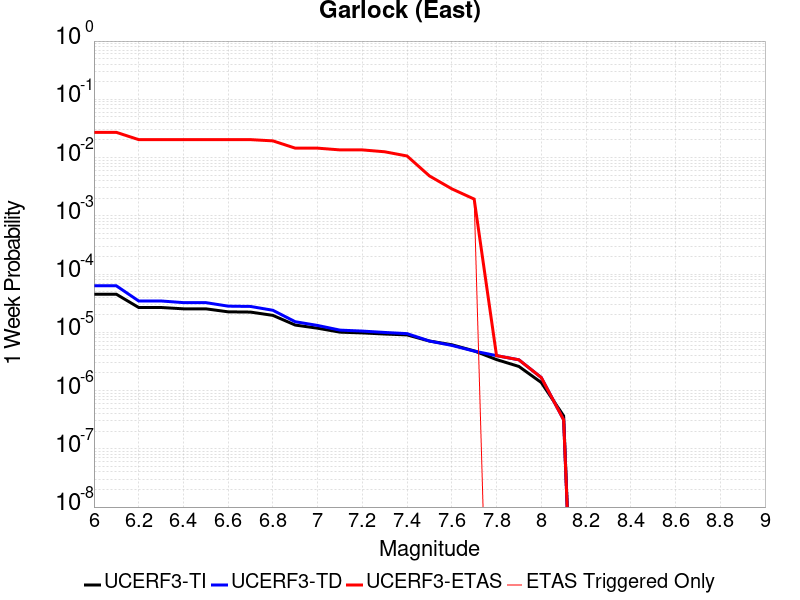 Garlock (East)
10^0
10^-1
10^-2
10^-3
10^-4
10^-5
10^-6
10^-7
10^-8
1 Week Probability
6 6.2 6.4 6.6 6.8 7 7.2 7.4 7.6 7.8 8 8.2 8.4 8.6 8.8 9
Magnitude
UCERF3-TI UCERF3-TD UCERF3-ETAS ETAS Triggered Only